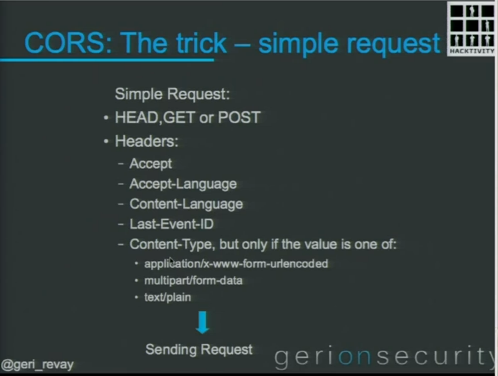 CORS: The trick – simple request
HACKTIVITY
Simple Request:
• HEAD,GET or POST
• Headers:
– Accept
– Accept-Language
– Content-Language
– Last-Event-ID
– Content-Type, but only if the value is one of:
• application/x-www-form-urlencoded
• multipart/form-data
• text/plain
Sending Request
@geri_revay
gerionsecurity